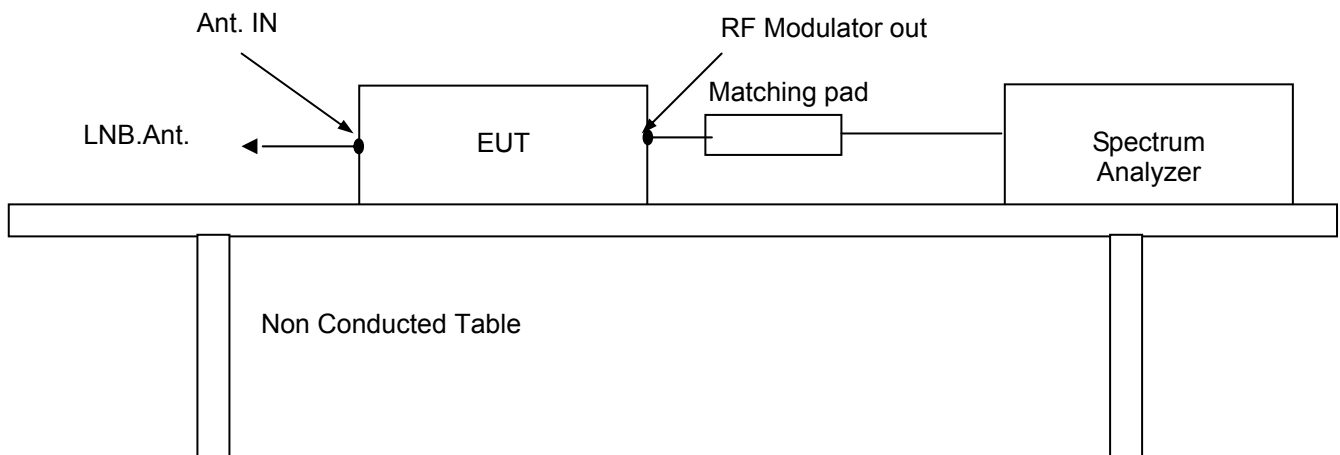 Ant. IN
RF Modulator out
Matching pad
LNB.Ant.
EUT
Spectrum
Analyzer
Non Conducted Table